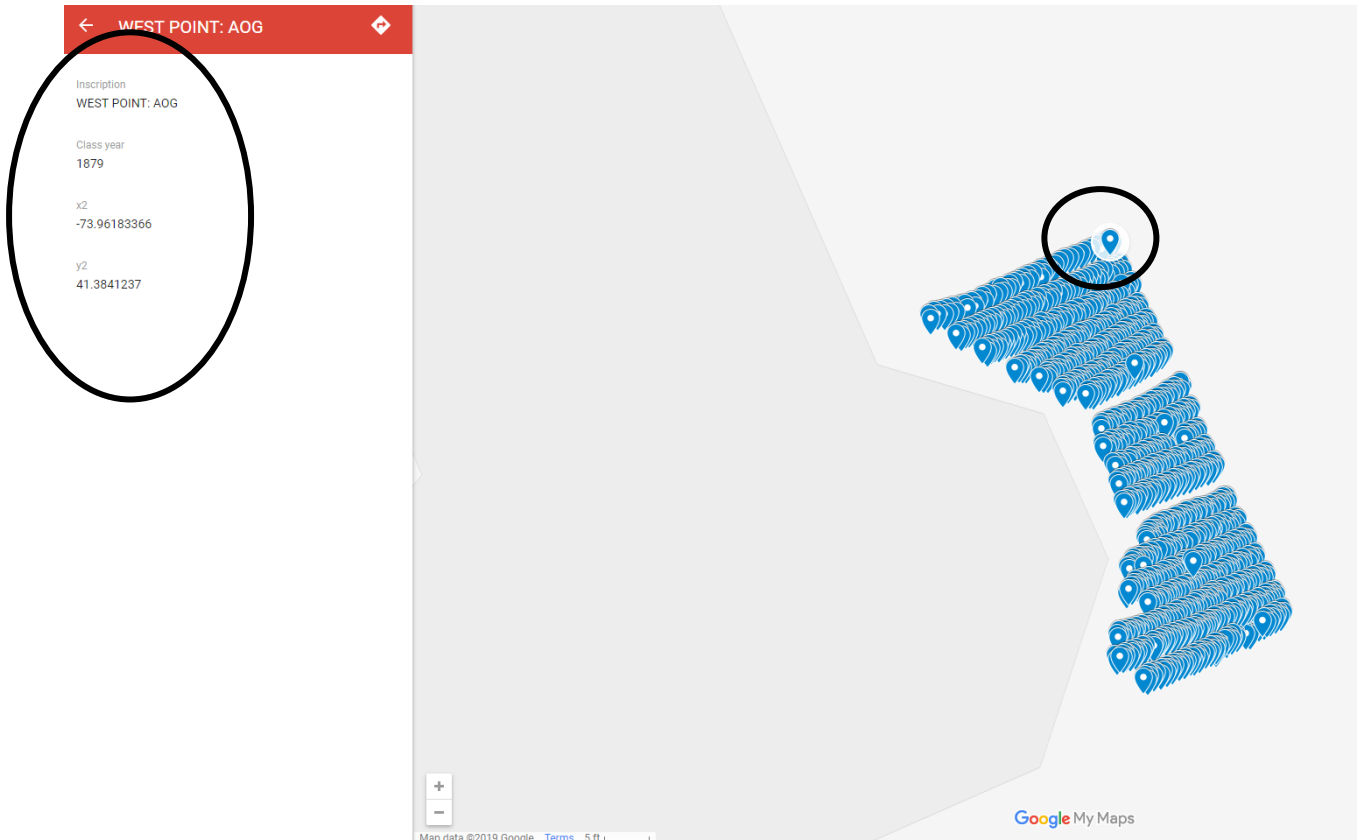 WEST POINT: AOG
Inscription
WEST POINT: AOG
Class year
1879
x2
-73.96183366
y2
41.3841237
Google My Maps
Map data ©2019 Google Terms 5 ft